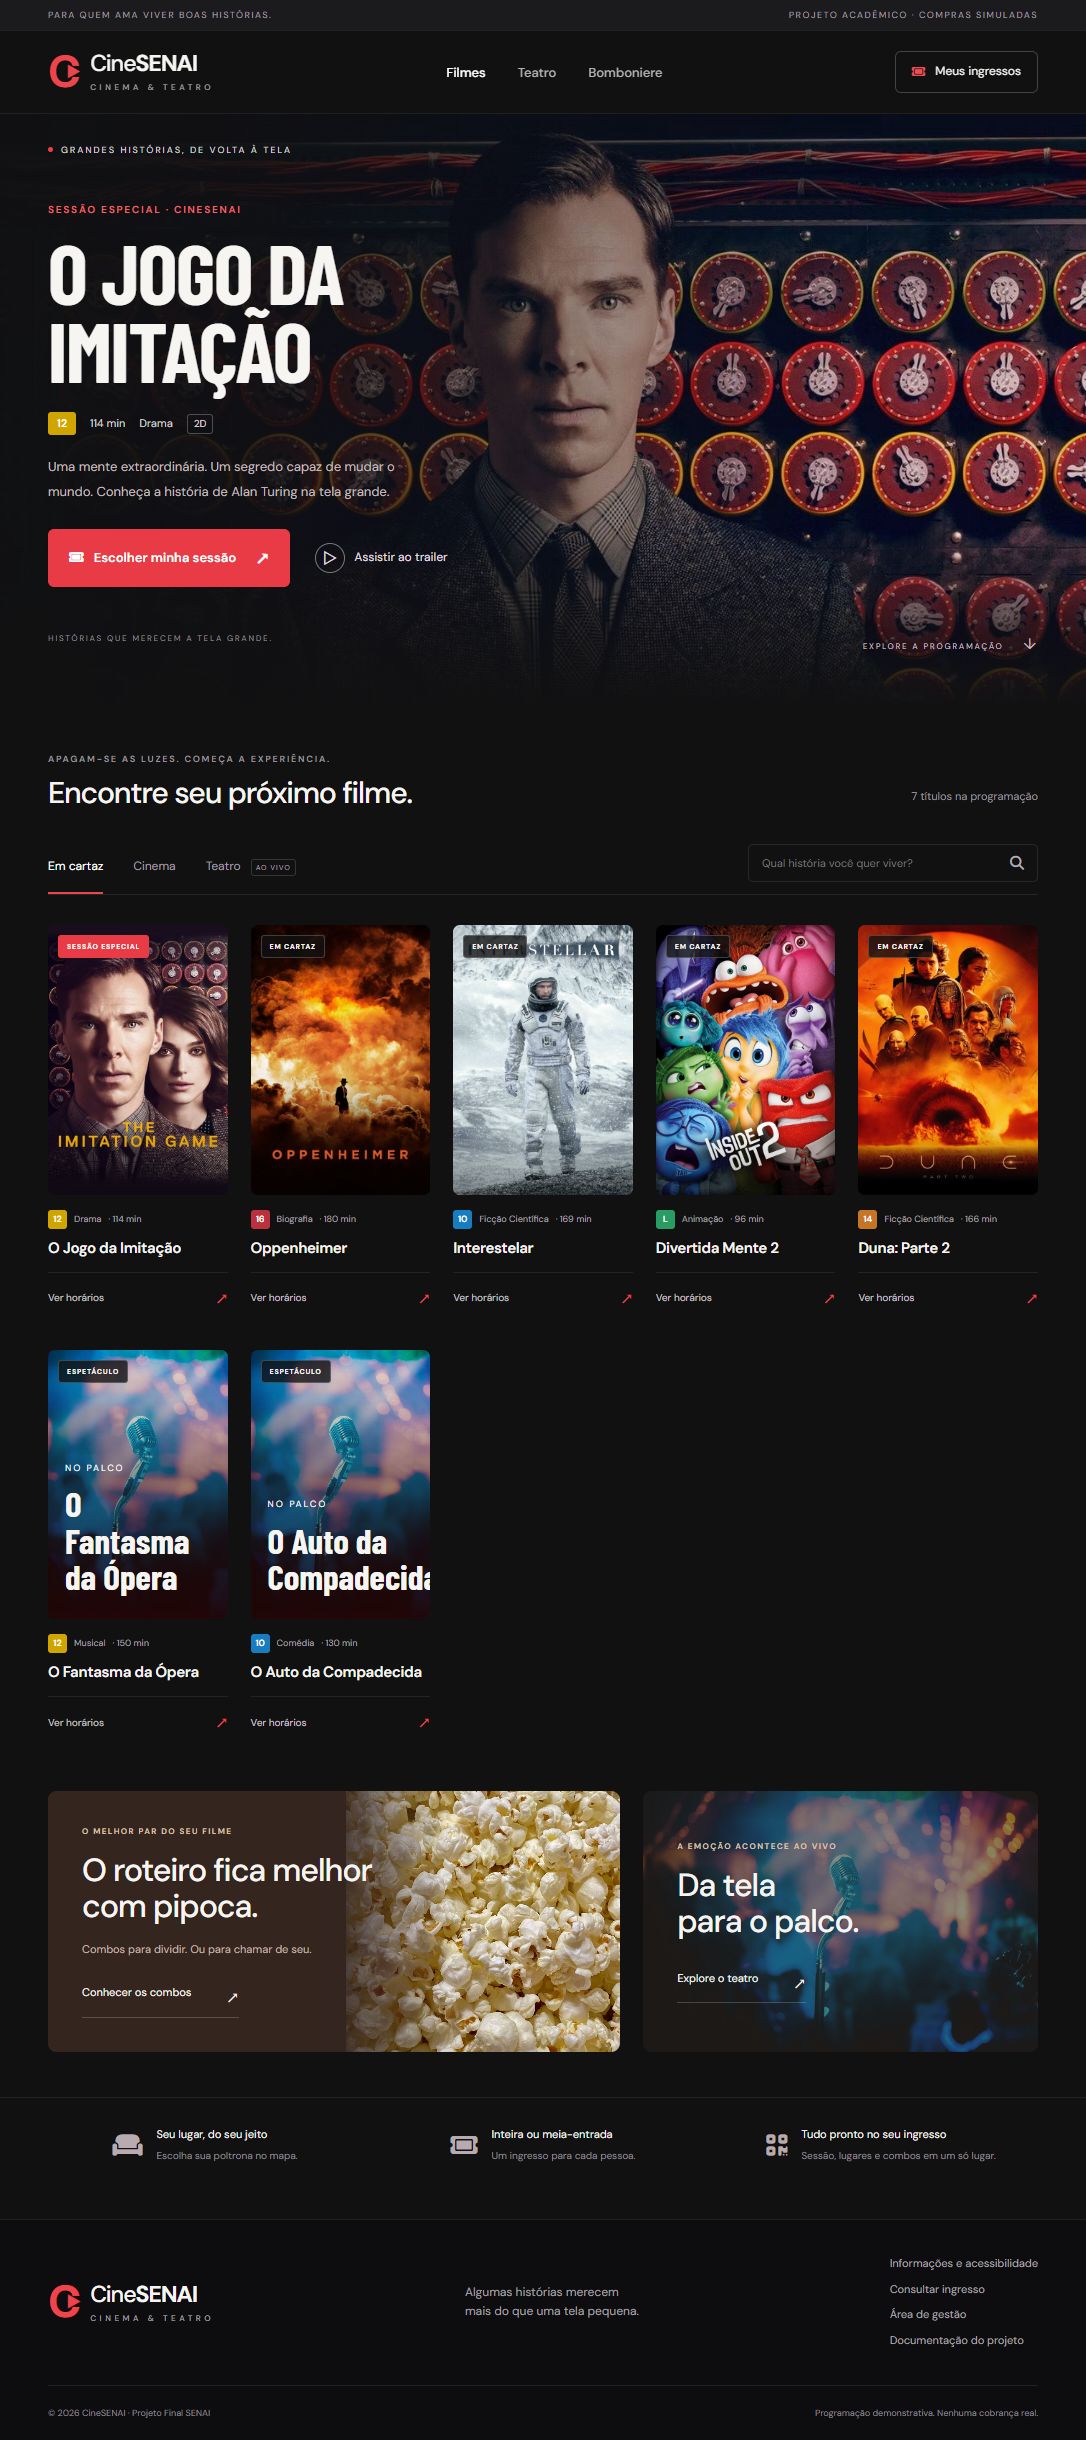 PARA QUEM AMA VIVER BOAS HISTÓRIAS.
PROJETO ACADÊMICO · COMPRAS SIMULADAS
CineSENAI
CINEMA & TEATRO
Filmes
Teatro
Bomboniere
Meus ingressos
GRANDES HISTÓRIAS, DE VOLTA À TELA
SESSÃO ESPECIAL · CINESENAI
O JOGO DA
IMITAÇÃO
12 114 min Drama 2D
Uma mente extraordinária. Um segredo capaz de mudar o
mundo. Conheça a história de Alan Turing na tela grande.
Escolher minha sessão
Assistir ao trailer
HISTÓRIAS QUE MERECEM A TELA GRANDE.
EXPLORE A PROGRAMAÇÃO
APAGAM-SE AS LUZES. COMEÇA A EXPERIÊNCIA.
Encontre seu próximo filme.
7 títulos na programação
Em cartaz
Cinema
Teatro
AO VIVO
Qual história você quer viver?
SESSÃO ESPECIAL
THE
IMITATION GAME
12 Drama · 114 min
O Jogo da Imitação
Ver horários
EM CARTAZ
OPPENHEIMER
16 Biografia · 180 min
Oppenheimer
Ver horários
EM CARTAZ
STELLAR
10 Ficção Científica · 169 min
Interestelar
Ver horários
EM CARTAZ
INSIDE
OUT 2
L Animação · 96 min
Divertida Mente 2
Ver horários
EM CARTAZ
DUNE
PART TWO
14 Ficção Científica · 166 min
Duna: Parte 2
Ver horários
ESPETÁCULO
NO PALCO
O
Fantasma
da Ópera
12 Musical · 150 min
O Fantasma da Ópera
Ver horários
ESPETÁCULO
NO PALCO
O Auto da
Compadecida
10 Comédia · 130 min
O Auto da Compadecida
Ver horários
O MELHOR PAR DO SEU FILME
O roteiro fica melhor
com pipoca.
Combos para dividir. Ou para chamar de seu.
Conhecer os combos
A EMOÇÃO ACONTECE AO VIVO
Da tela
para o palco.
Explore o teatro
Seu lugar, do seu jeito
Escolha sua poltrona no mapa.
Inteira ou meia-entrada
Um ingresso para cada pessoa.
Tudo pronto no seu ingresso
Sessão, lugares e combos em um só lugar.
CineSENAI
CINEMA & TEATRO
Algumas histórias merecem
mais do que uma tela pequena.
Informações e acessibilidade
Consultar ingresso
Área de gestão
Documentação do projeto
© 2026 CineSENAI · Projeto Final SENAI
Programação demonstrativa. Nenhuma cobrança real.